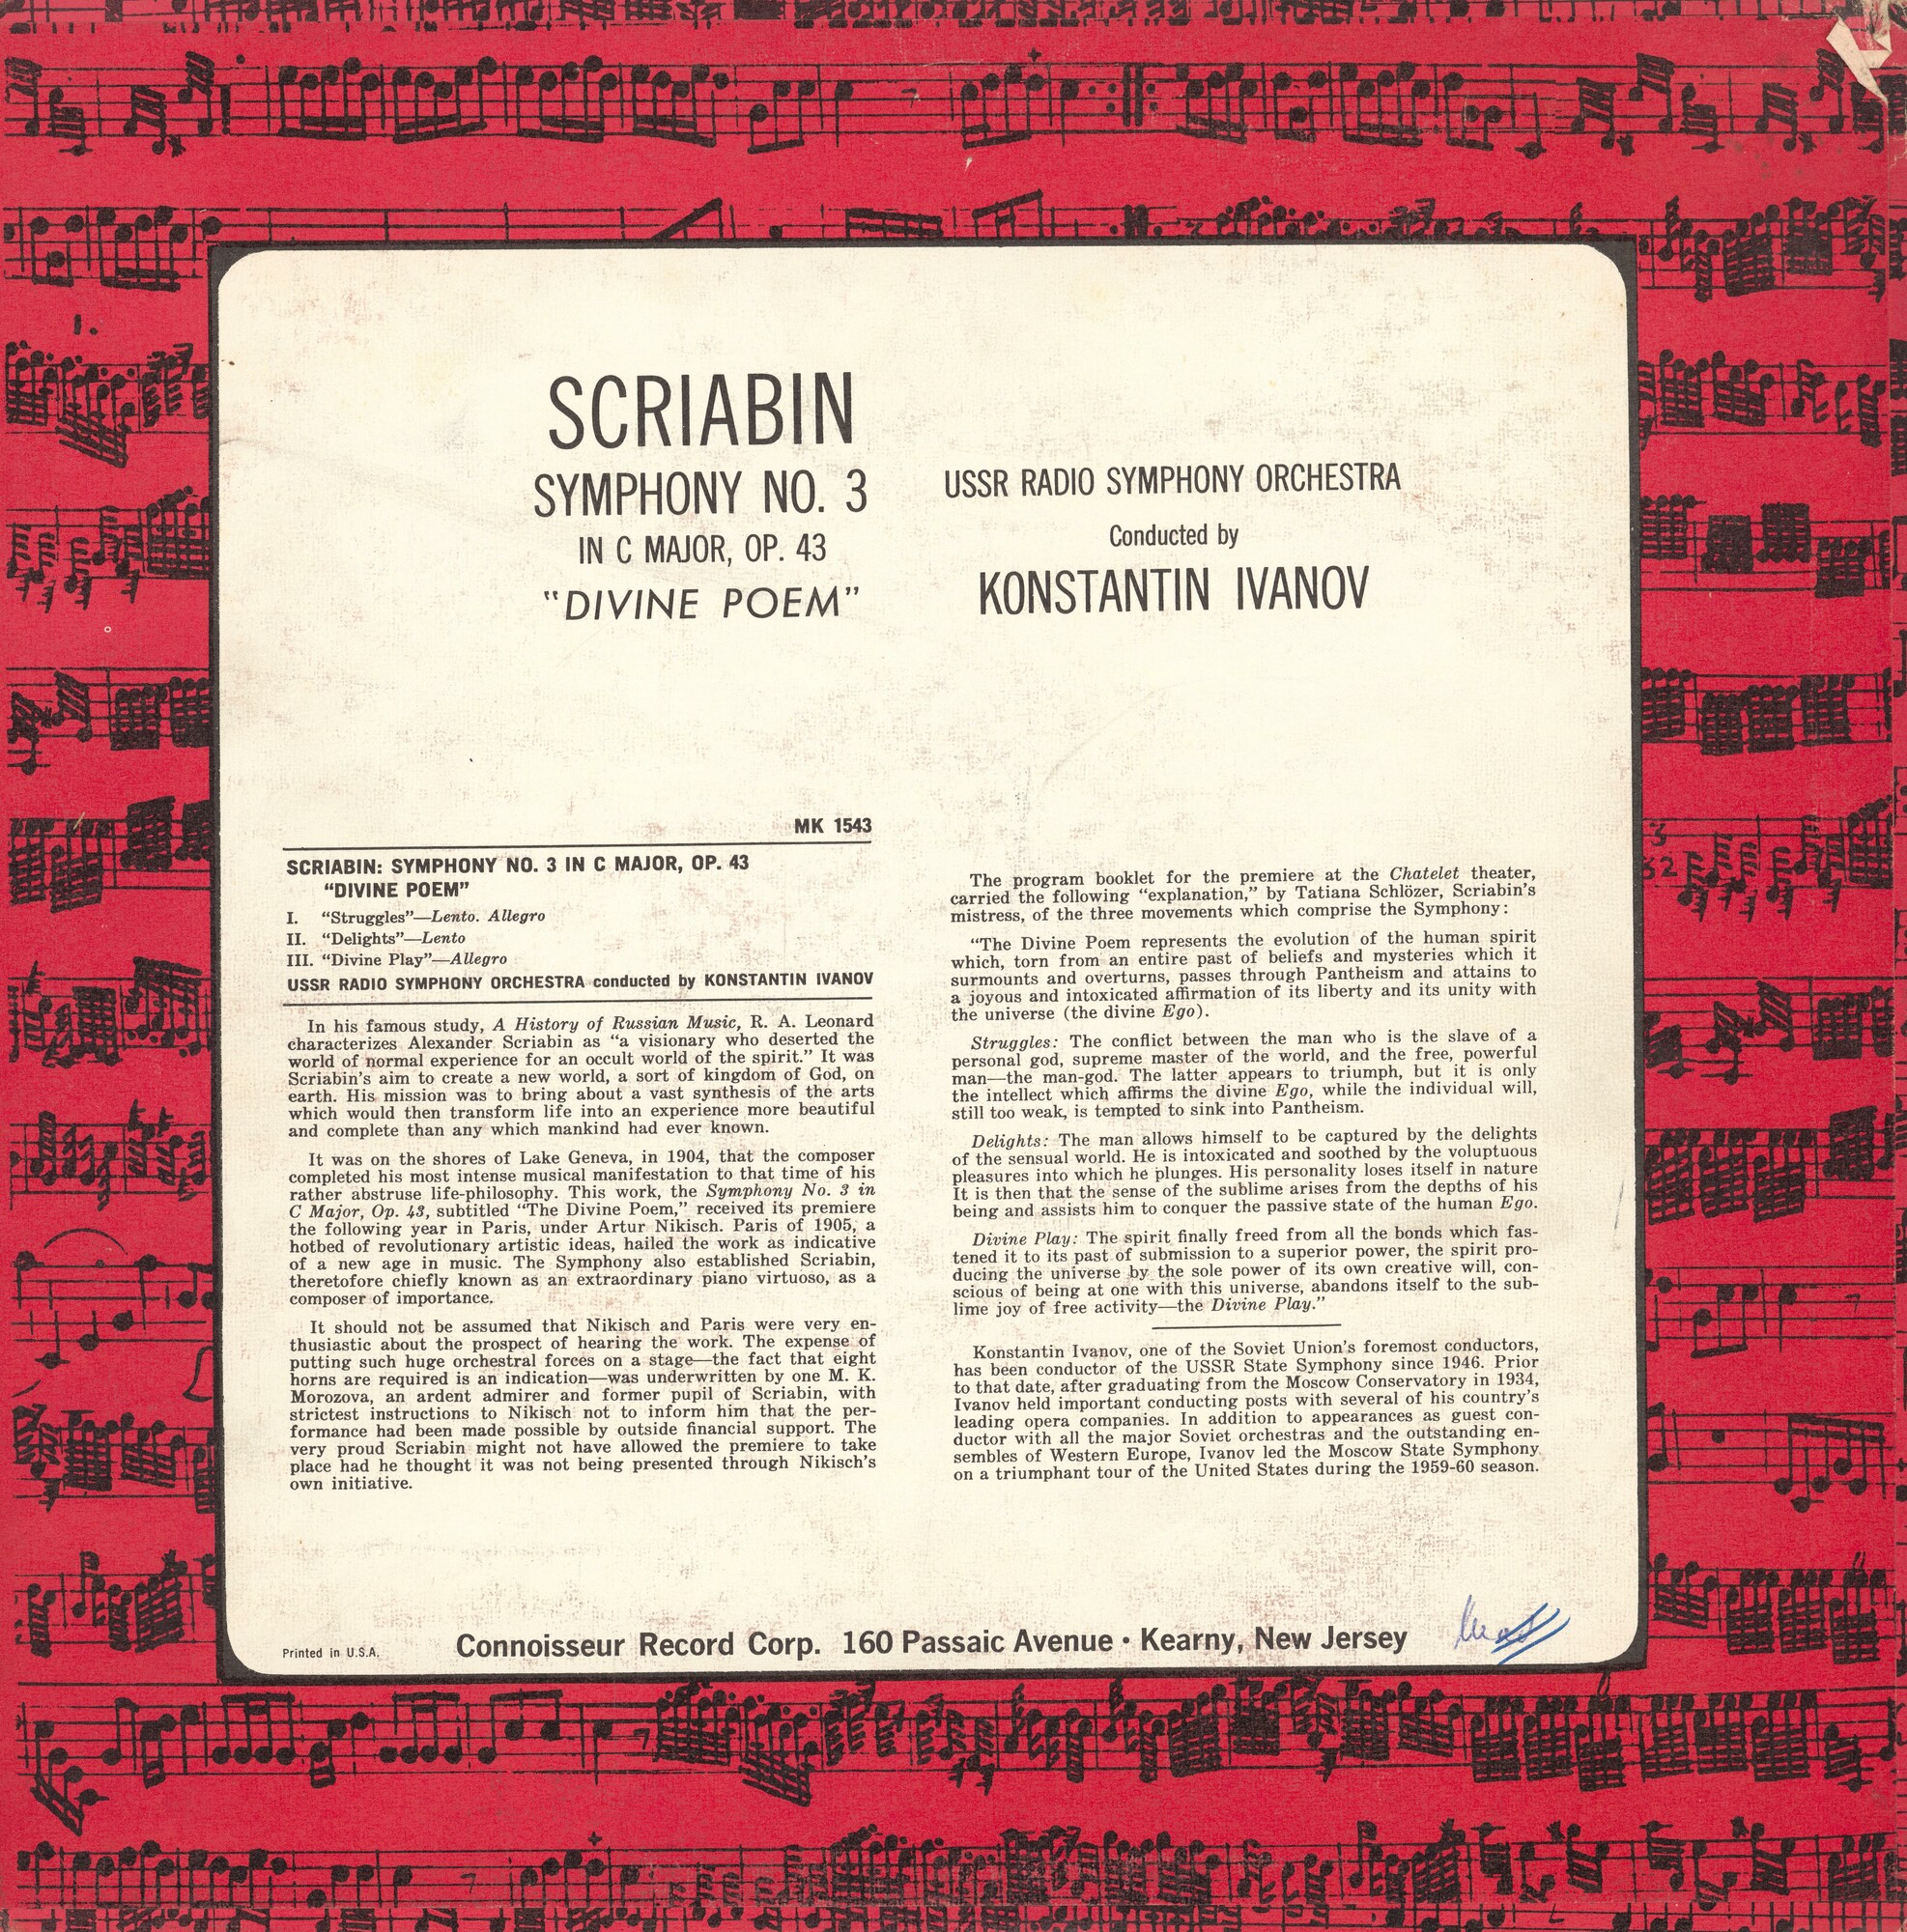 SCRIABIN
SYMPHONY NO. 3
IN C MAJOR, OP. 43
"DIVINE POEM"
USSR RADIO SYMPHONY ORCHESTRA
Conducted by
KONSTANTIN IVANOV
MK 1543
SCRIABIN: SYMPHONY NO. 3 IN C MAJOR, OP. 43
"DIVINE POEM"
I. "Struggles"—Lento. Allegro
II. "Delights"—Lento
III. "Divine Play"—Allegro
USSR RADIO SYMPHONY ORCHESTRA conducted by KONSTANTIN IVANOV
In his famous study, A History of Russian Music, R. A. Leonard
characterizes Alexander Scriabin as "a visionary who deserted the
world of normal experience for an occult world of the spirit." It was
Scriabin's aim to create a new world, a sort of kingdom of God, on
earth. His mission was to bring about a vast synthesis of the arts
which would then transform life into an experience more beautiful
and complete than any which mankind had ever known.
It was on the shores of Lake Geneva, in 1904, that the composer
completed his most intense musical manifestation to that time of his
rather abstruse life-philosophy. This work, the Symphony No. 3 in
C Major, Op. 43, subtitled "The Divine Poem," received its premiere
the following year in Paris, under Artur Nikisch. Paris of 1905, a
hotbed of revolutionary artistic ideas, hailed the work as indicative
of a new age in music. The Symphony also established Scriabin,
theretofore chiefly known as an extraordinary piano virtuoso, as a
composer of importance.
It should not be assumed that Nikisch and Paris were very en-
thusiastic about the prospect of hearing the work. The expense of
putting such huge orchestral forces on a stage—the fact that eight
horns are required is an indication—was underwritten by one M. K.
Morozova, an ardent admirer and former pupil of Scriabin, with
strictest instructions to Nikisch not to inform him that the per-
formance had been made possible by outside financial support. The
very proud Scriabin might not have allowed the premiere to take
place had he thought it was not being presented through Nikisch's
own initiative.
The program booklet for the premiere at the Chatelet theater,
carried the following "explanation," by Tatiana Schlözer, Scriabin's
mistress, of the three movements which comprise the Symphony:
"The Divine Poem represents the evolution of the human spirit
which, torn from an entire past of beliefs and mysteries which it
surmounts and overturns, passes through Pantheism and attains to
a joyous and intoxicated affirmation of its liberty and its unity with
the universe (the divine Ego).
Struggles: The conflict between the man who is the slave of a
personal god, supreme master of the world, and the free, powerful
man—the man-god. The latter appears to triumph, but it is only
the intellect which affirms the divine Ego, while the individual will,
still too weak, is tempted to sink into Pantheism.
Delights: The man allows himself to be captured by the delights
of the sensual world. He is intoxicated and soothed by the voluptuous
pleasures into which he plunges. His personality loses itself in nature
It is then that the sense of the sublime arises from the depths of his
being and assists him to conquer the passive state of the human Ego.
Divine Play: The spirit finally freed from all the bonds which fas-
tened it to its past of submission to a superior power, the spirit pro-
ducing the universe by the sole power of its own creative will, con-
scious of being at one with this universe, abandons itself to the sub-
lime joy of free activity—the Divine Play."
Konstantin Ivanov, one of the Soviet Union's foremost conductors,
has been conductor of the USSR State Symphony since 1946. Prior
to that date, after graduating from the Moscow Conservatory in 1934,
Ivanov held important conducting posts with several of his country's
leading opera companies. In addition to appearances as guest con-
ductor with all the major Soviet orchestras and the outstanding en-
sembles of Western Europe, Ivanov led the Moscow State Symphony
on a triumphant tour of the United States during the 1959-60 season.
Printed in U.S.A.
Connoisseur Record Corp. 160 Passaic Avenue • Kearny, New Jersey